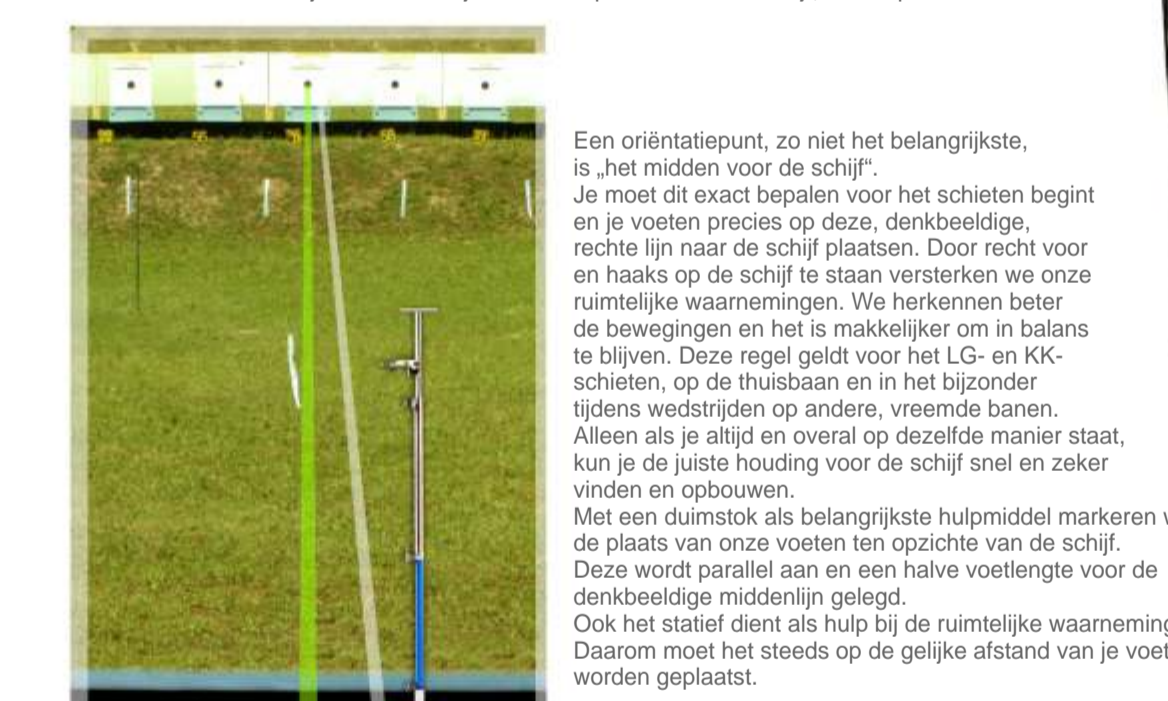 Een oriëntatiepunt, zo niet het belangrijkste,
is „het midden voor de schijf“.
Je moet dit exact bepalen voor het schieten begint
en je voeten precies op deze, denkbeeldige,
rechte lijn naar de schijf plaatsen. Door recht voor
en haaks op de schijf te staan versterken we onze
ruimtelijke waarnemingen. We herkennen beter
de bewegingen en het is makkelijker om in balans
te blijven. Deze regel geldt voor het LG- en KK-
schieten, op de thuisbaan en in het bijzonder
tijdens wedstrijden op andere, vreemde banen.
Alleen als je altijd en overal op dezelfde manier staat,
kun je de juiste houding voor de schijf snel en zeker
vinden en opbouwen.
Met een duimstok als belangrijkste hulpmiddel markeren
de plaats van onze voeten ten opzichte van de schijf.
Deze wordt parallel aan en een halve voetlengte voor de
denkbeeldige middenlijn gelegd.
Ook het statief dient als hulp bij de ruimtelijke
Daarom moet het steeds op de gelijke afstand van je
worden geplaatst.